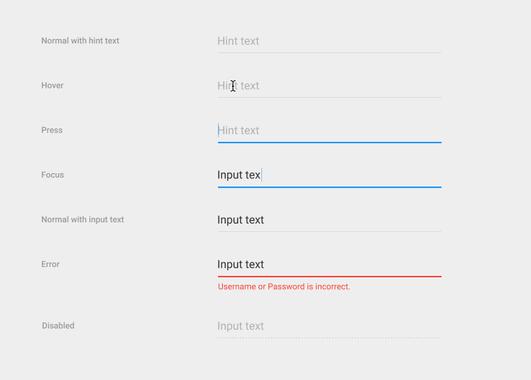 Normal with hint text Hint text
Hover Hint text
Press Hint text
Focus Input tex
Normal with input text Input text
Error Input text
Username or Password is incorrect.
Disabled Input text